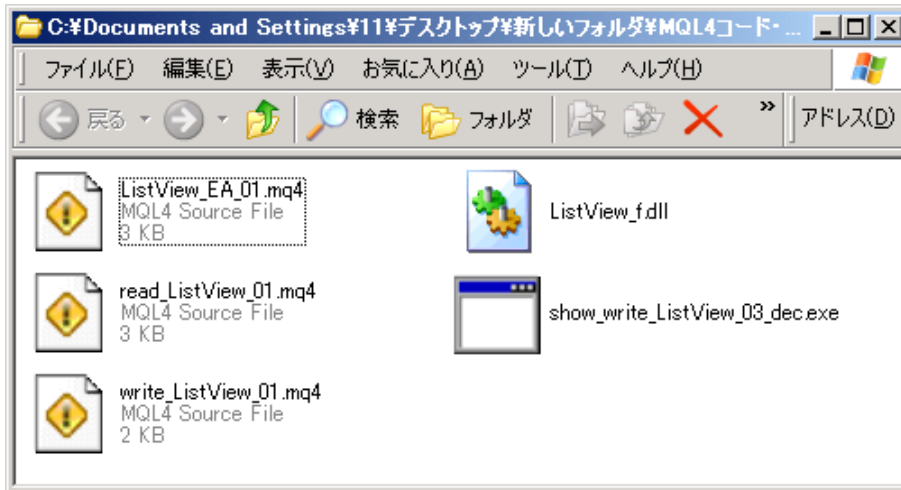 C:¥Documents and Settings¥11¥デスクトップ¥新しいフォルダ¥MQL4コード・...
ファイル(F) 編集(E) 表示(V) お気に入り(A) ツール(T) ヘルプ(H)
戻る 検索 フォルダ » アドレス(D)
ListView_EA_01.mq4
MQL4 Source File
3 KB
ListView_f.dll
read_ListView_01.mq4
MQL4 Source File
3 KB
show_write_ListView_03_dec.exe
write_ListView_01.mq4
MQL4 Source File
2 KB